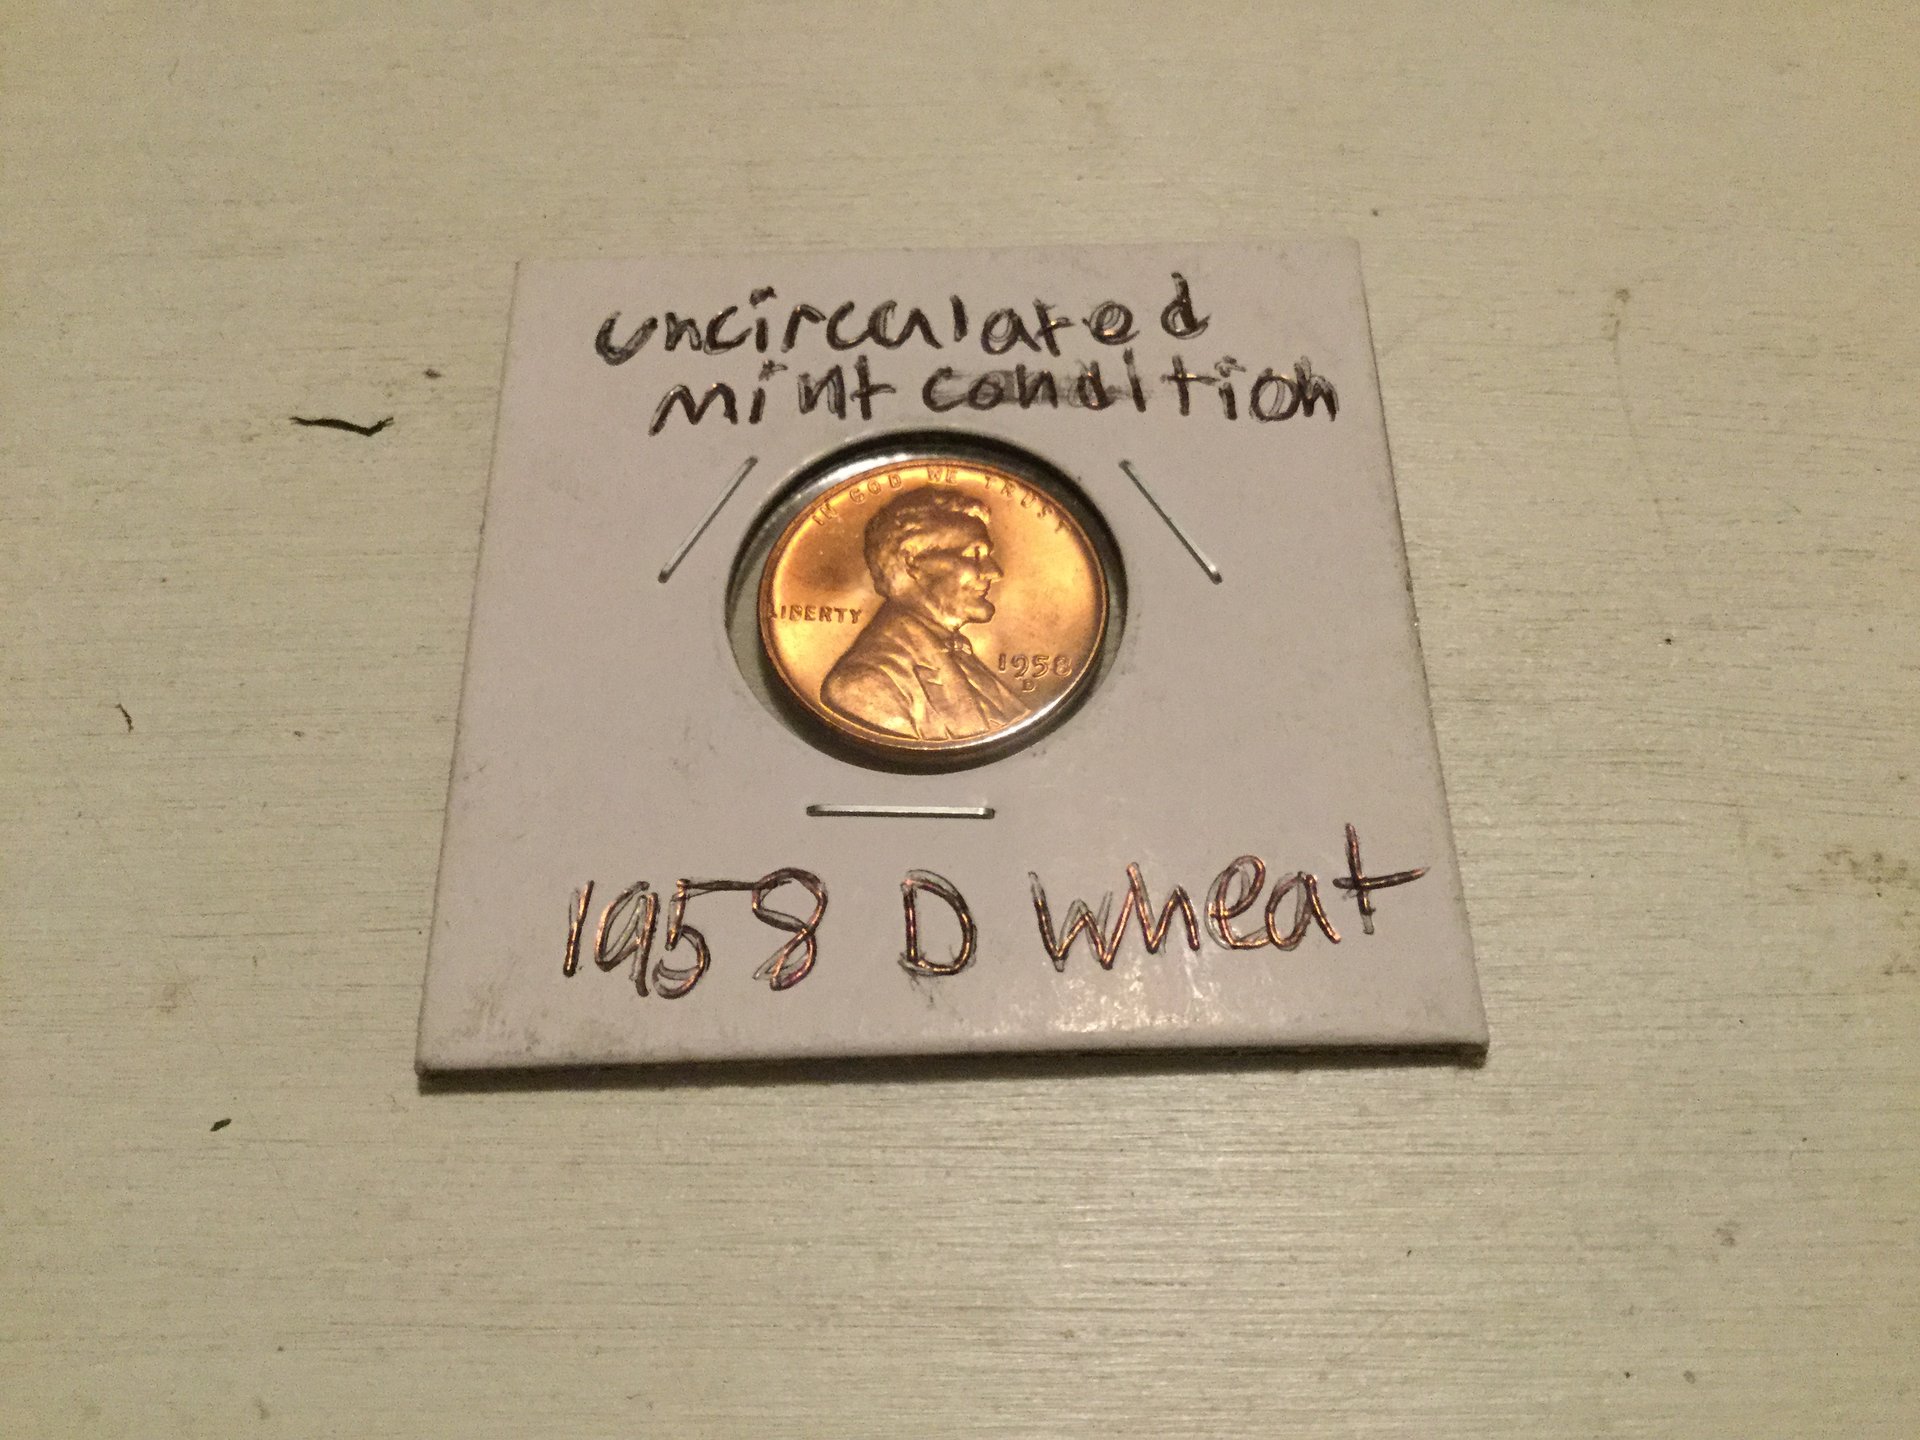 uncirculated
mint condition
IN GOD WE TRUST
LIBERTY
1958
D
1958 D wheat